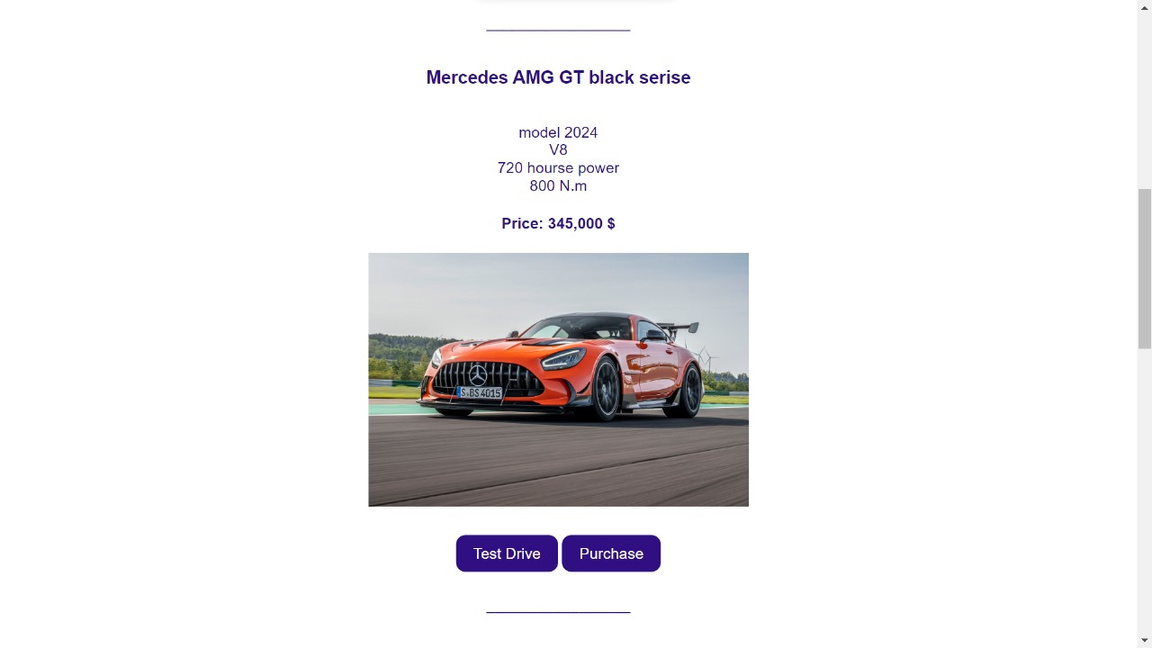 Mercedes AMG GT black serise
model 2024
V8
720 hourse power
800 N.m
Price: 345,000 $
S BS 4015
Test Drive Purchase